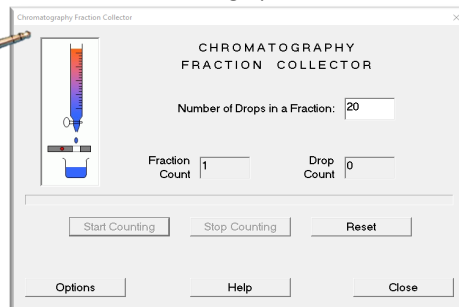 Chromatography Fraction Collector
CHROMATOGRAPHY
FRACTION COLLECTOR
Number of Drops in a Fraction: 20
Fraction Count 1 Drop Count 0
Start Counting Stop Counting Reset
Options Help Close